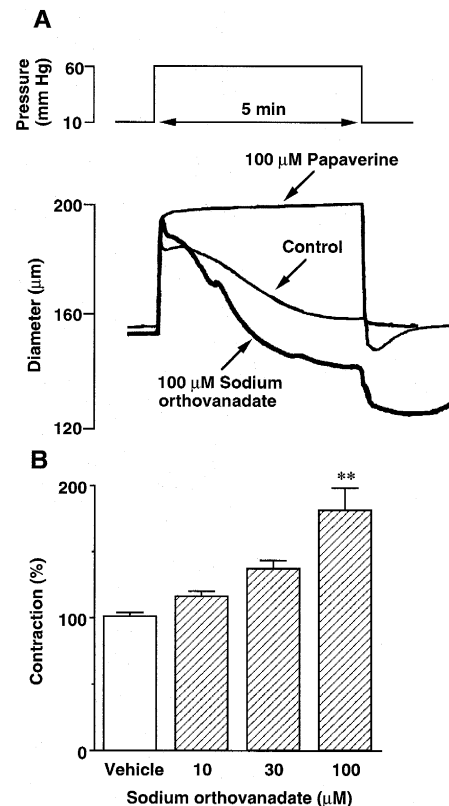 A
Pressure
(mm Hg)
60
10
5 min
100 µM Papaverine
Diameter (µm)
200
160
120
Control
100 µM Sodium
orthovanadate
B
Contraction (%)
200
100
0
**
Vehicle 10 30 100
Sodium orthovanadate (µM)